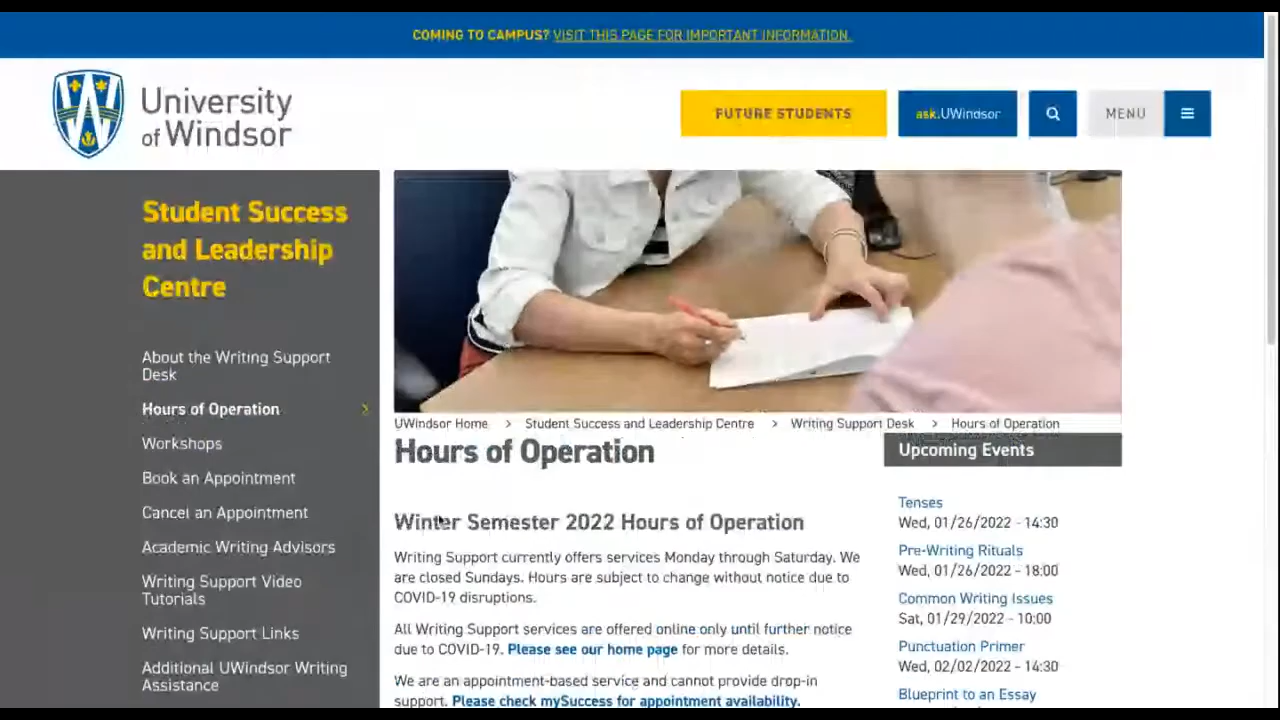 COMING TO CAMPUS? VISIT THIS PAGE FOR IMPORTANT INFORMATION.
University
of Windsor
FUTURE STUDENTS
ask.UWindsor
MENU
Student Success
and Leadership
Centre
About the Writing Support
Desk
Hours of Operation
Workshops
Book an Appointment
Cancel an Appointment
Academic Writing Advisors
Writing Support Video
Tutorials
Writing Support Links
Additional UWindsor Writing
Assistance
UWindsor Home > Student Success and Leadership Centre > Writing Support Desk > Hours of Operation
Hours of Operation
Winter Semester 2022 Hours of Operation
Writing Support currently offers services Monday through Saturday. We
are closed Sundays. Hours are subject to change without notice due to
COVID-19 disruptions.
All Writing Support services are offered online only until further notice
due to COVID-19. Please see our home page for more details.
We are an appointment-based service and cannot provide drop-in
support. Please check mySuccess for appointment availability.
Upcoming Events
Tenses
Wed, 01/26/2022 - 14:30
Pre-Writing Rituals
Wed, 01/26/2022 - 18:00
Common Writing Issues
Sat, 01/29/2022 - 10:00
Punctuation Primer
Wed, 02/02/2022 - 14:30
Blueprint to an Essay